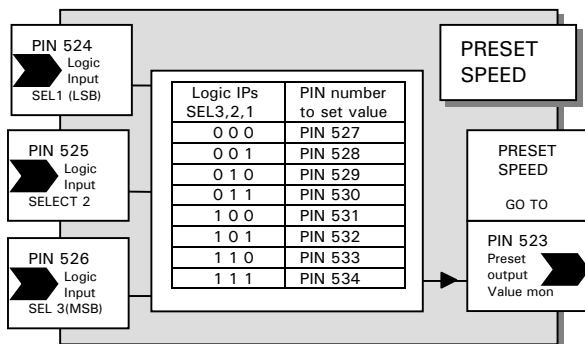 PIN 524
Logic
Input
SEL1 (LSB)
PIN 525
Logic
Input
SELECT 2
PIN 526
Logic
Input
SEL 3(MSB)
Logic IPs PIN number
SEL3,2,1 to set value
0 0 0 PIN 527
0 0 1 PIN 528
0 1 0 PIN 529
0 1 1 PIN 530
1 0 0 PIN 531
1 0 1 PIN 532
1 1 0 PIN 533
1 1 1 PIN 534
PRESET
SPEED
PRESET
SPEED
GO TO
PIN 523
Preset
output
Value mon